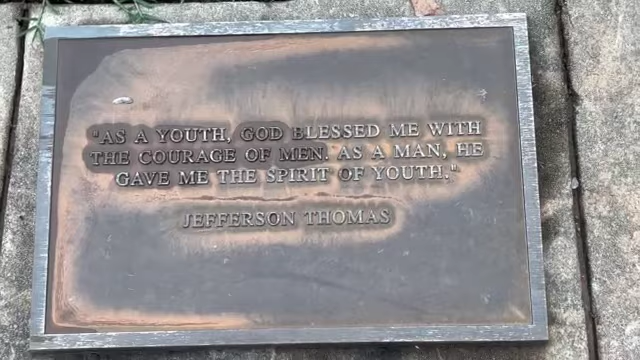 "AS A YOUTH, GOD BLESSED ME WITH
THE COURAGE OF MEN. AS A MAN, HE
GAVE ME THE SPIRIT OF YOUTH."
JEFFERSON THOMAS